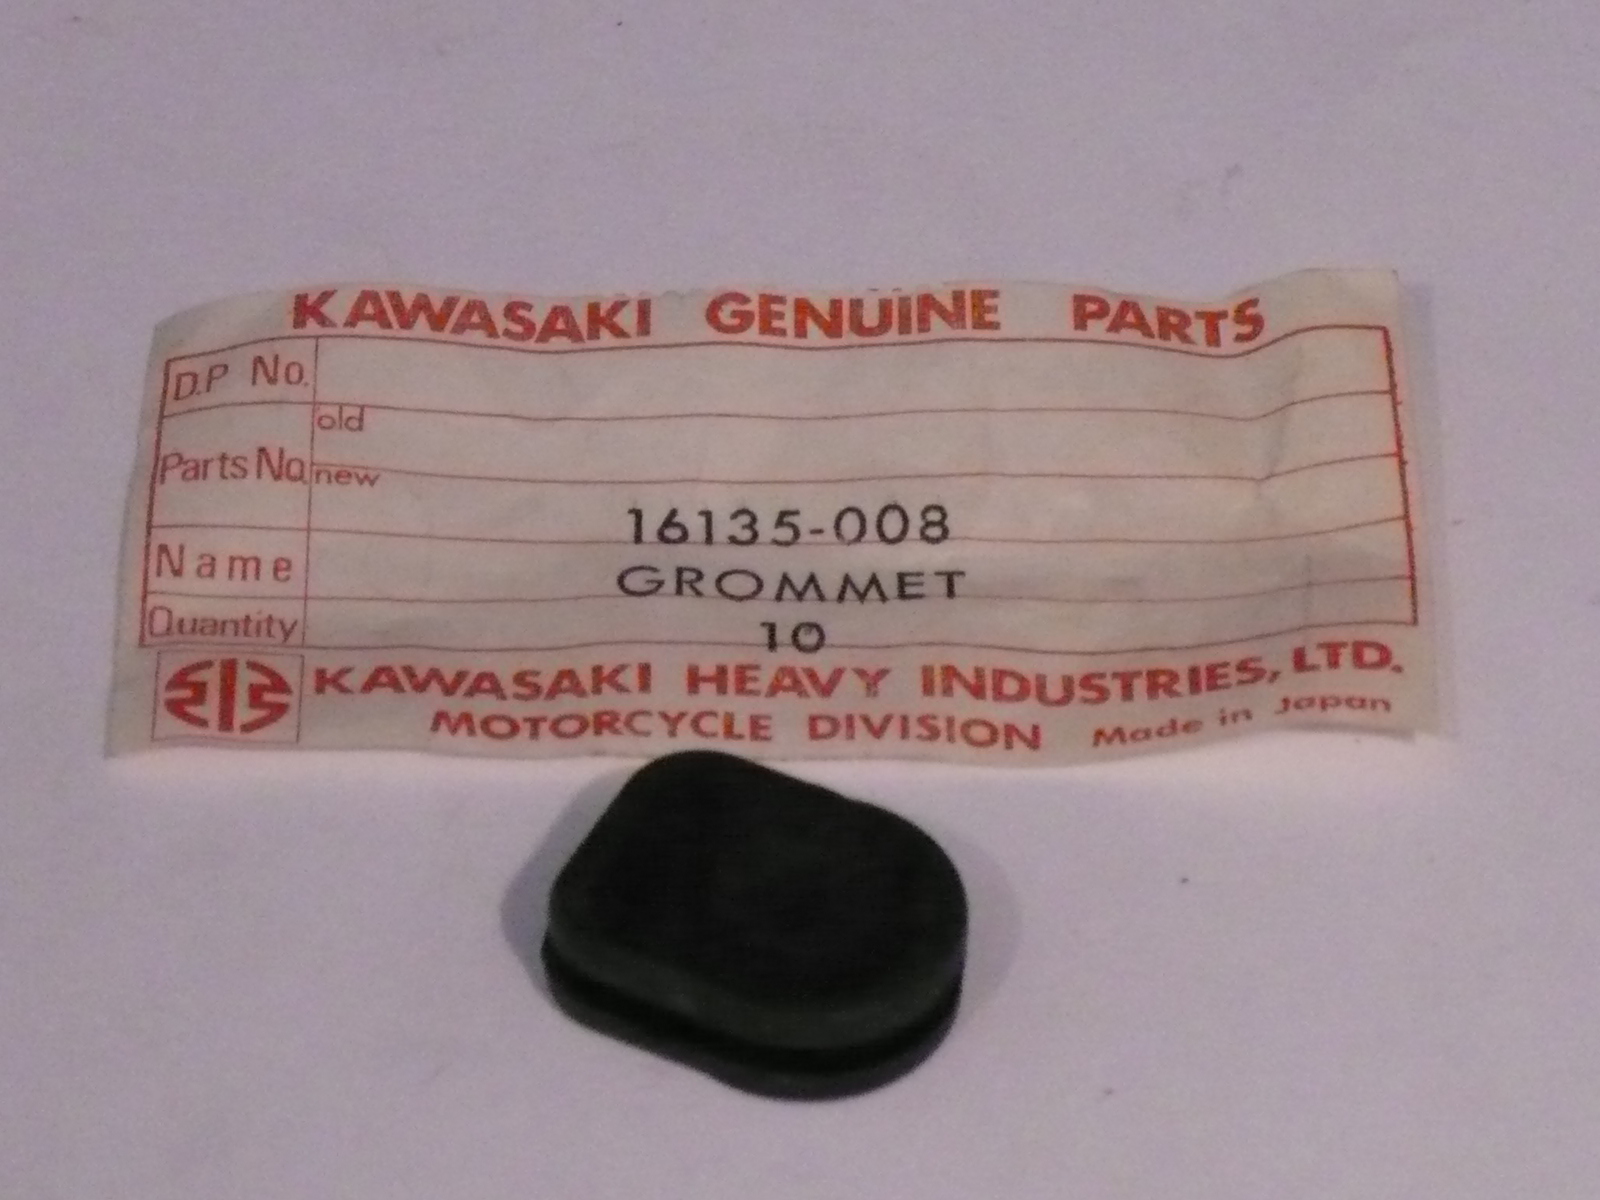 KAWASAKI GENUINE PARTS
D.P No.
old
Parts No. new
16135-008
Name GROMMET
Quantity 10
KAWASAKI HEAVY INDUSTRIES, LTD.
MOTORCYCLE DIVISION Made in Japan